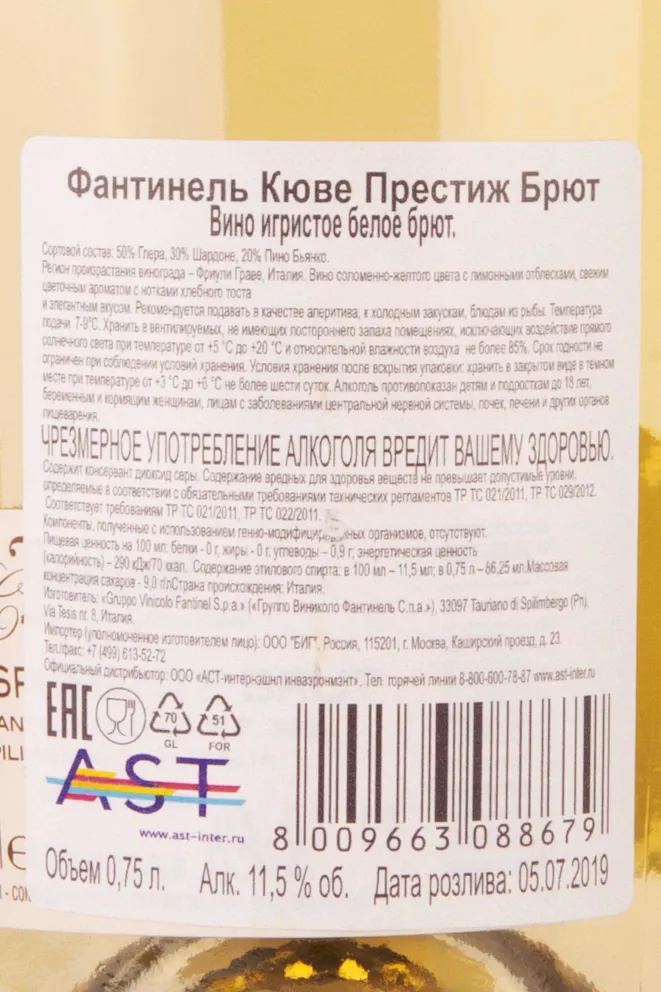 Фантинель Кюве Престиж Брют
Вино игристое белое брют.
Сортовой состав: 50% Глера, 30% Шардоне, 20% Пино Бьянко.
Регион произрастания винограда – Фриули Граве, Италия. Вино соломенно-желтого цвета с лимонными отблесками, свежим
цветочным ароматом с нотками хлебного тоста
и элегантным вкусом. Рекомендуется подавать в качестве аперитива, к холодным закускам, блюдам из рыбы. Температура
подачи 7-9°С. Хранить в вентилируемых, не имеющих постороннего запаха помещениях, исключающих воздействие прямого
солнечного света при температуре от +5 °С до +20 °С и относительной влажности воздуха не более 85%. Срок годности не
ограничен при соблюдении условий хранения. Условия хранения после вскрытия упаковки: хранить в закрытом виде в темном
месте при температуре от +3 °С до +6 °С не более шести суток. Алкоголь противопоказан детям и подросткам до 18 лет,
беременным и кормящим женщинам, лицам с заболеваниями центральной нервной системы, почек, печени и других органов
пищеварения.
ЧРЕЗМЕРНОЕ УПОТРЕБЛЕНИЕ АЛКОГОЛЯ ВРЕДИТ ВАШЕМУ ЗДОРОВЬЮ.
Содержит консервант диоксид серы. Содержание вредных для здоровья веществ не превышает допустимые уровни,
определяемые в соответствии с обязательными требованиями технических регламентов ТР ТС 021/2011, ТР ТС 029/2012.
Соответствует требованиям ТР ТС 021/2011, ТР ТС 022/2011.
Компоненты, полученные с использованием генно-модифицированных организмов, отсутствуют.
Пищевая ценность на 100 мл: белки - 0 г, жиры - 0 г, углеводы – 0,9 г; энергетическая ценность
(калорийность) – 290 кДж/70 ккал. Содержание этилового спирта: в 100 мл – 11,5 мл; в 0,75 л – 86,25 мл.Массовая
концентрация сахаров - 9,0 г/лСтрана происхождения: Италия.
Изготовитель: «Gruppo Vinicolo Fantinel S.p.a.» («Группо Виниколо Фантинель С.п.а.»), 33097 Tauriano di Spilimbergo (Pn),
Via Tesis nr. 8, Италия.
Импортер (уполномоченное изготовителем лицо): ООО "БИГ", Россия, 115201, г. Москва, Каширский проезд, д. 23
Тел./факс: +7 (499) 613-52-72
Официальный дистрибьютор: ООО «АСТ-интернэшнл инваэронмэнт», Тел. горячей линии 8-800-600-78-87 www.ast-inter.ru
EAC
70
GL
51
FOR
AST
www.ast-inter.ru
8 009663 088679
Объем 0,75 л. Алк. 11,5 % об. Дата розлива: 05.07.2019